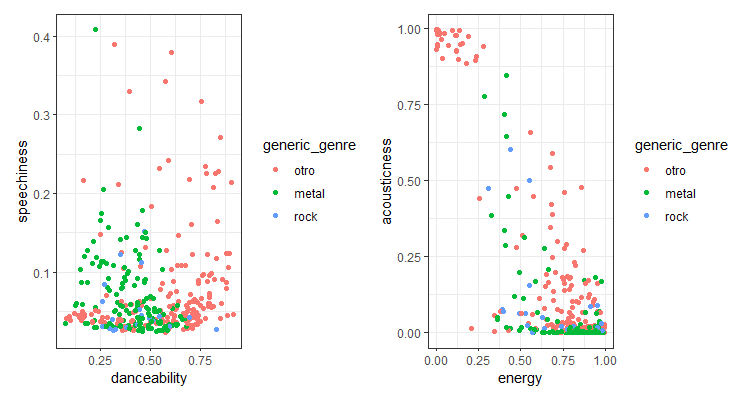 speechiness
0.4
0.3
0.2
0.1
0.25 0.50 0.75
danceability
generic_genre
otro
metal
rock
acousticness
1.00
0.75
0.50
0.25
0.00
0.00 0.25 0.50 0.75 1.00
energy
generic_genre
otro
metal
rock